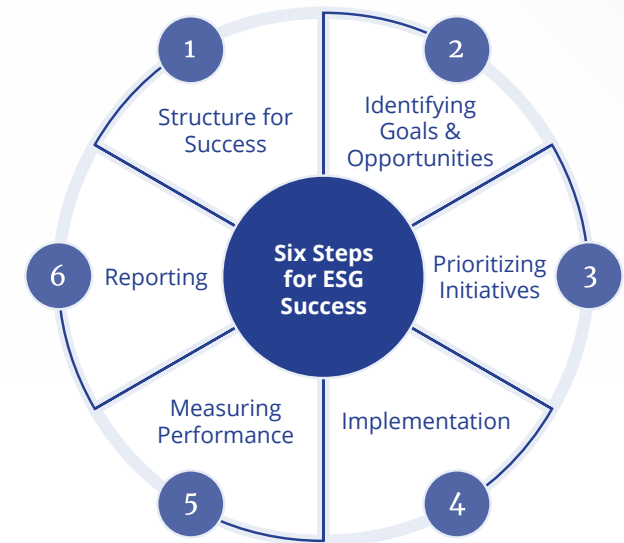 Six Steps
for ESG
Success
1
Structure for
Success
2
Identifying
Goals &
Opportunities
3
Prioritizing
Initiatives
4
Implementation
5
Measuring
Performance
6
Reporting